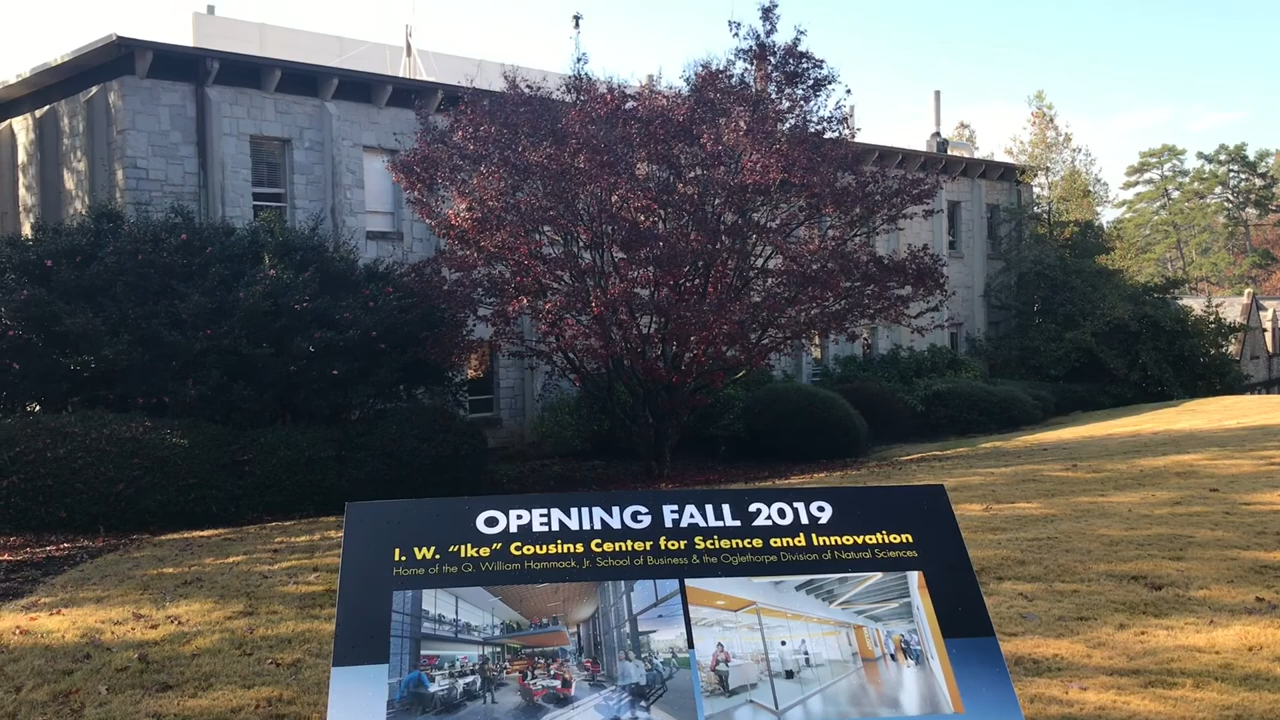 OPENING FALL 2019
I. W. “Ike” Cousins Center for Science and Innovation
Home of the Q. William Hammack, Jr. School of Business & the Oglethorpe Division of Natural Sciences